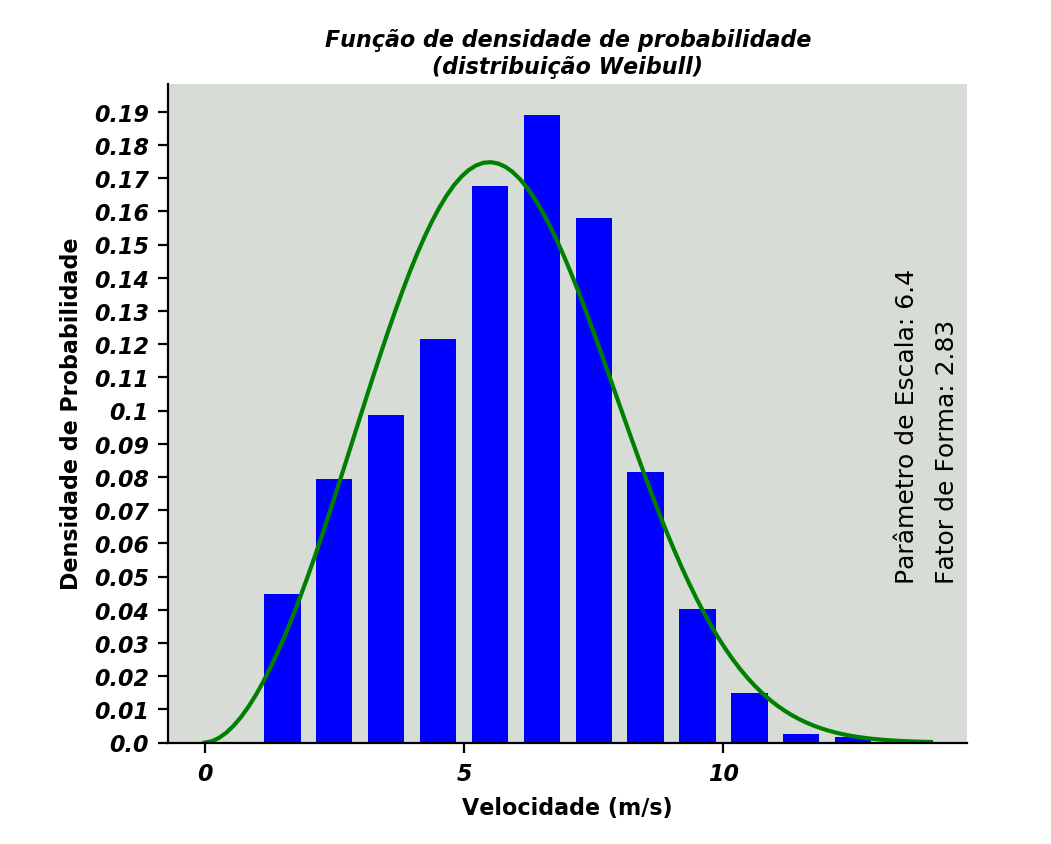 Função de densidade de probabilidade
(distribuição Weibull)
0.19
0.18
0.17
0.16
0.15
0.14
0.13
0.12
0.11
0.1
0.09
0.08
0.07
0.06
0.05
0.04
0.03
0.02
0.01
0.0
Densidade de Probabilidade
Parâmetro de Escala: 6.4
Fator de Forma: 2.83
0 5 10
Velocidade (m/s)